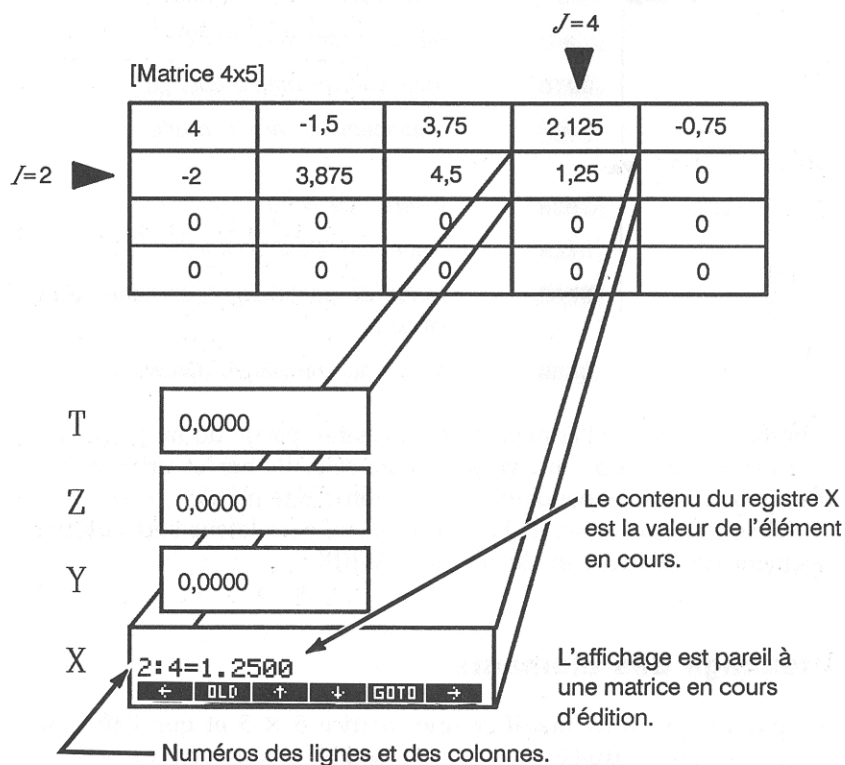 J=4
[Matrice 4x5]
4 -1,5 3,75 2,125 -0,75
I=2 -2 3,875 4,5 1,25 0
0 0 0 0 0
0 0 0 0 0
T 0,0000
Z 0,0000
Y 0,0000
Le contenu du registre X
est la valeur de l'élément
en cours.
X 2:4=1.2500
← OLD ↑ ↓ GOTO →
L'affichage est pareil à
une matrice en cours
d'édition.
Numéros des lignes et des colonnes.